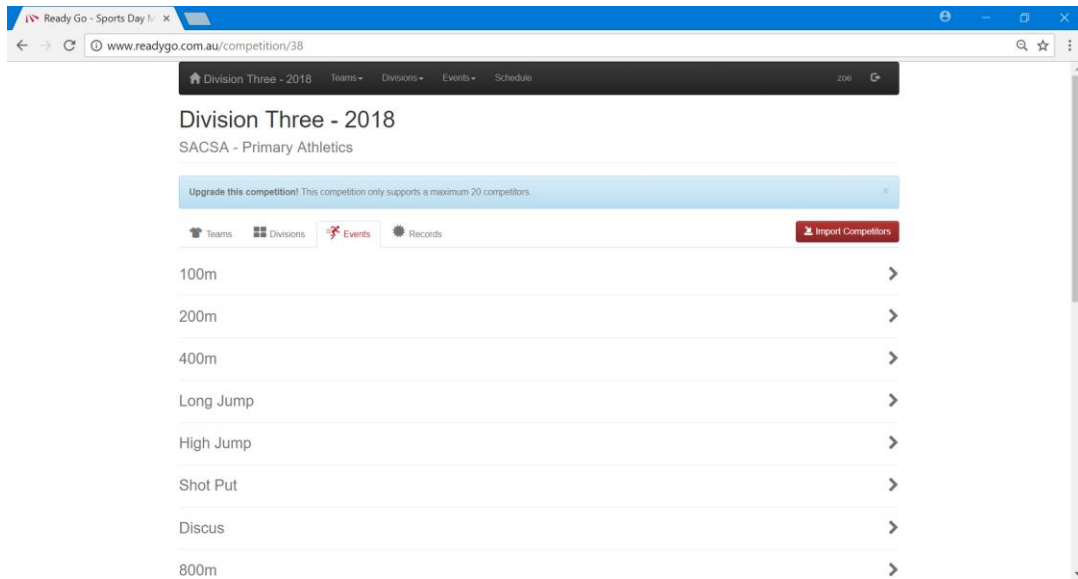 Ready Go - Sports Day M
www.readygo.com.au/competition/38
Division Three - 2018 Teams Divisions Events Schedule zoe
Division Three - 2018
SACSA - Primary Athletics
Upgrade this competition! This competition only supports a maximum 20 competitors.
Teams Divisions Events Records Import Competitors
100m
200m
400m
Long Jump
High Jump
Shot Put
Discus
800m